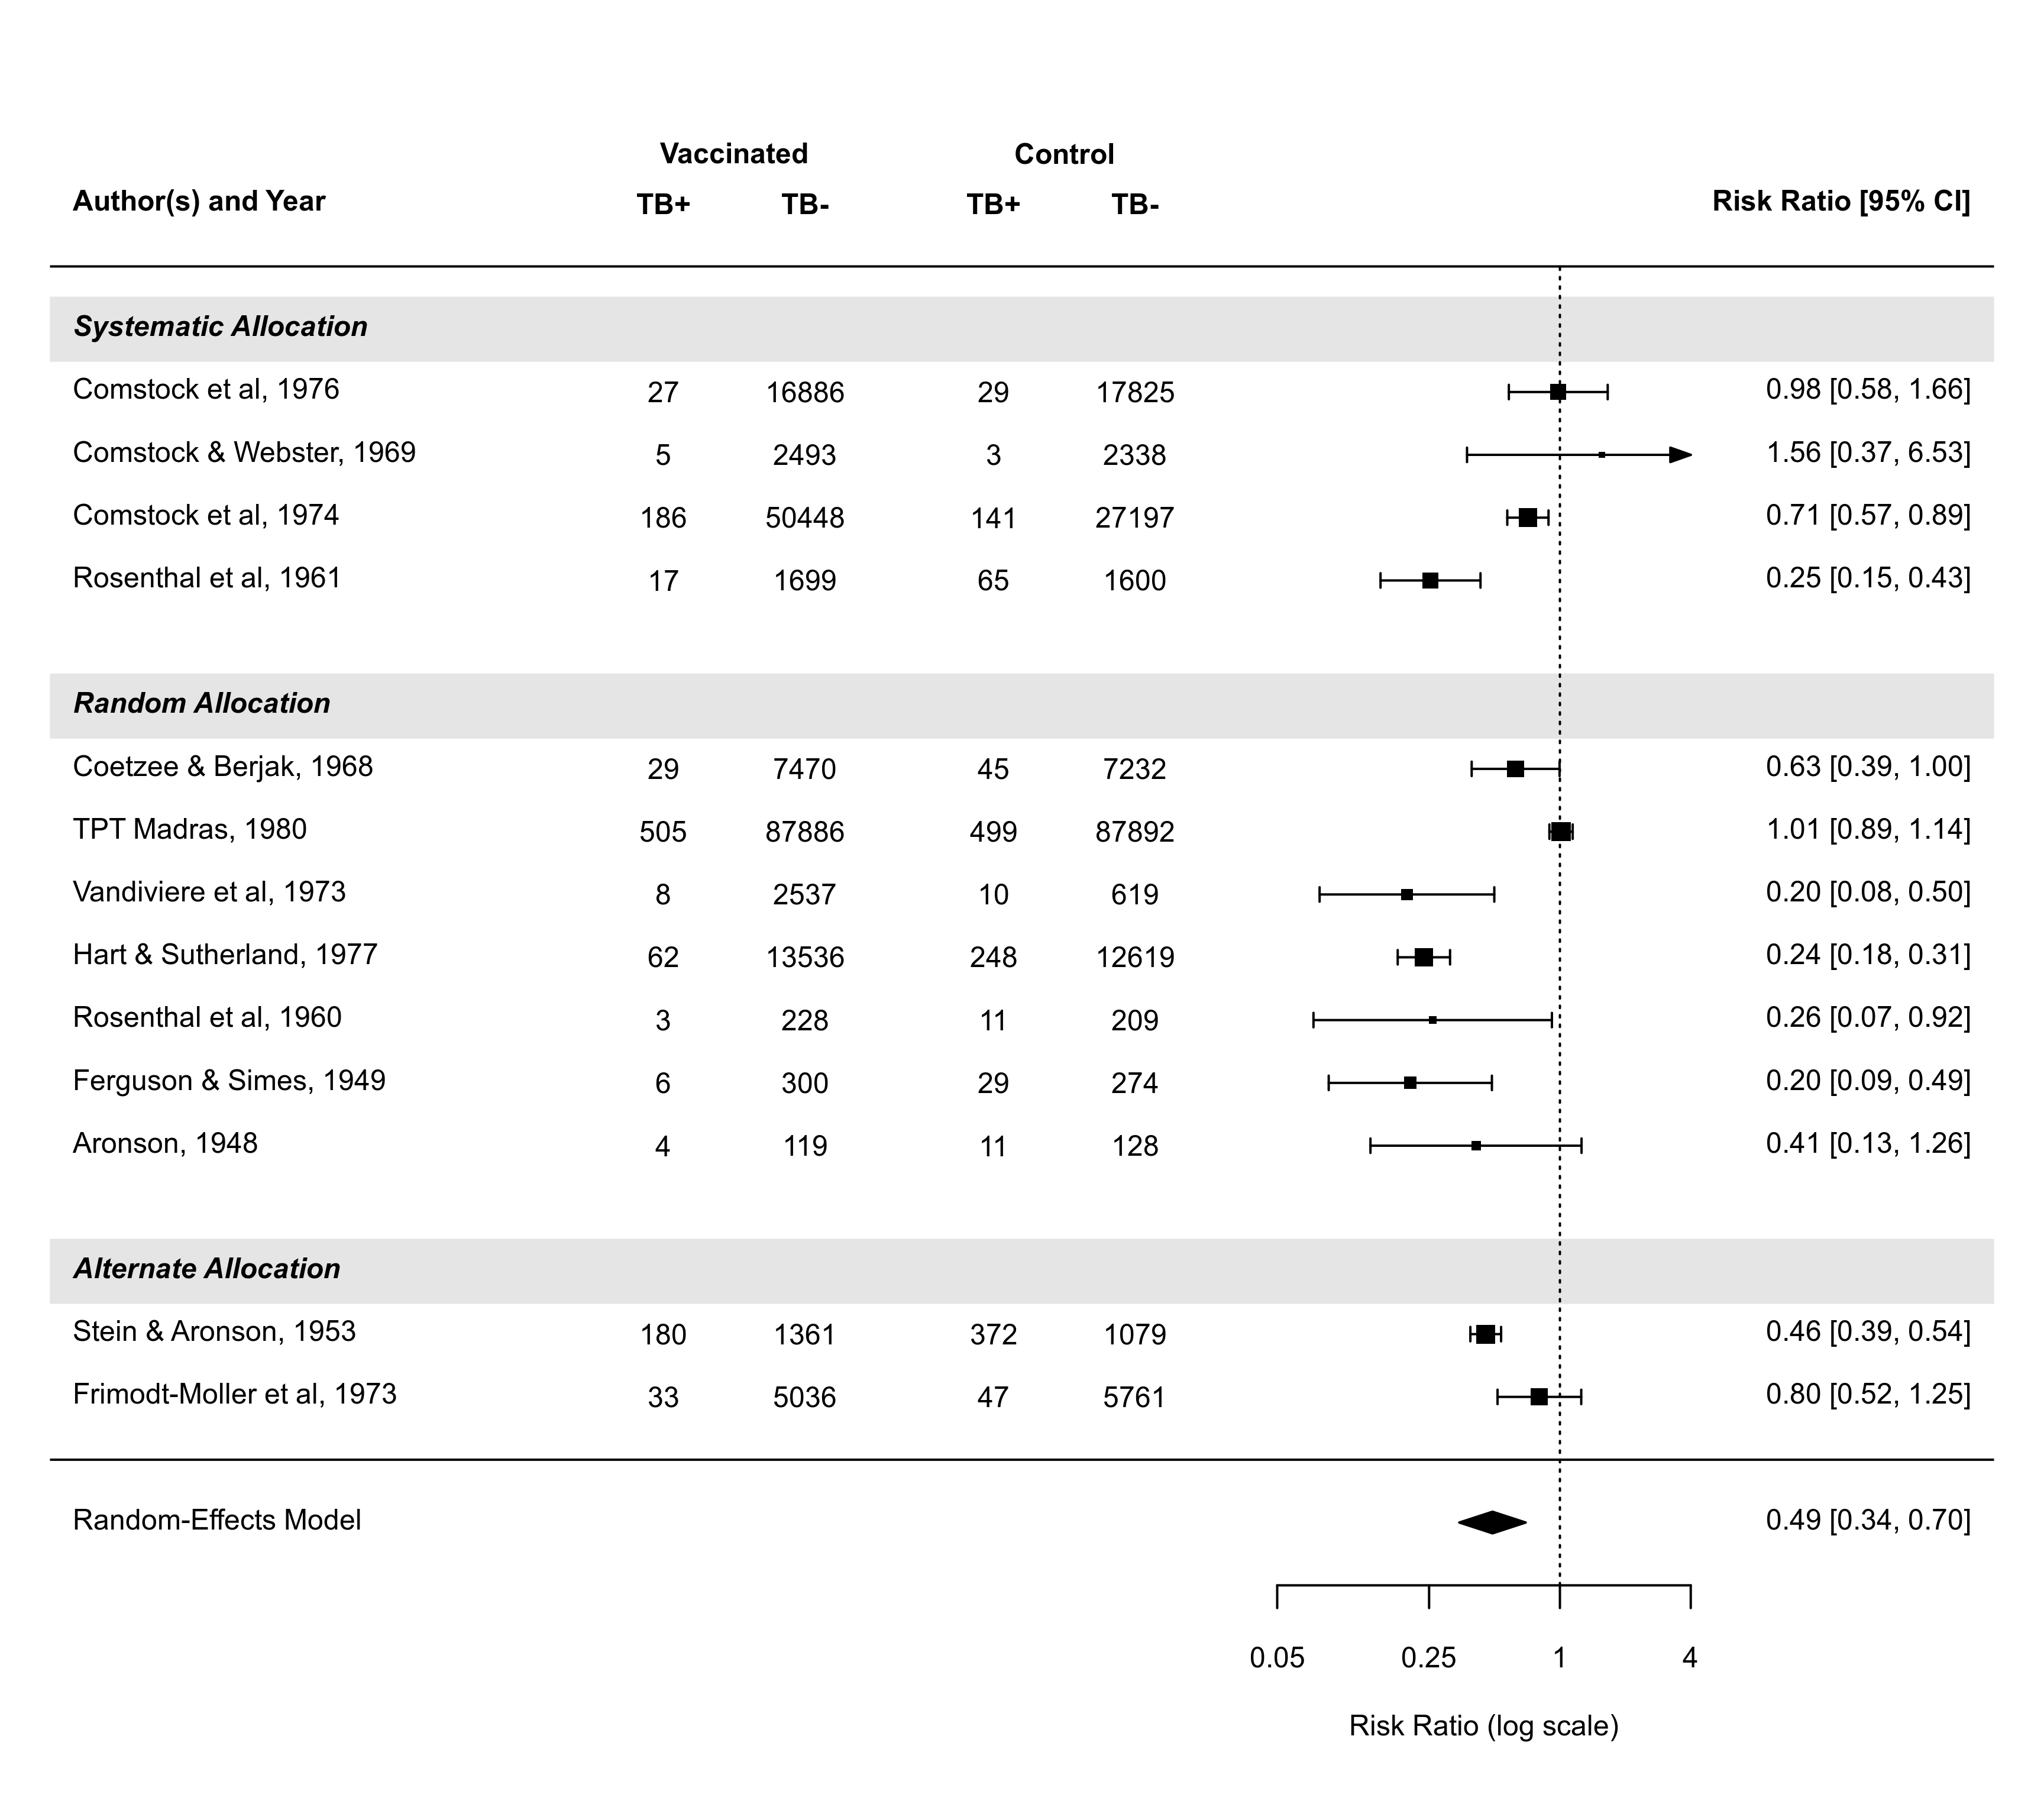 Vaccinated Control
Author(s) and Year TB+ TB- TB+ TB- Risk Ratio [95% CI]
Systematic Allocation
Comstock et al, 1976 27 16886 29 17825 0.98 [0.58, 1.66]
Comstock & Webster, 1969 5 2493 3 2338 1.56 [0.37, 6.53]
Comstock et al, 1974 186 50448 141 27197 0.71 [0.57, 0.89]
Rosenthal et al, 1961 17 1699 65 1600 0.25 [0.15, 0.43]
Random Allocation
Coetzee & Berjak, 1968 29 7470 45 7232 0.63 [0.39, 1.00]
TPT Madras, 1980 505 87886 499 87892 1.01 [0.89, 1.14]
Vandiviere et al, 1973 8 2537 10 619 0.20 [0.08, 0.50]
Hart & Sutherland, 1977 62 13536 248 12619 0.24 [0.18, 0.31]
Rosenthal et al, 1960 3 228 11 209 0.26 [0.07, 0.92]
Ferguson & Simes, 1949 6 300 29 274 0.20 [0.09, 0.49]
Aronson, 1948 4 119 11 128 0.41 [0.13, 1.26]
Alternate Allocation
Stein & Aronson, 1953 180 1361 372 1079 0.46 [0.39, 0.54]
Frimodt-Moller et al, 1973 33 5036 47 5761 0.80 [0.52, 1.25]
Random-Effects Model 0.49 [0.34, 0.70]
0.05 0.25 1 4
Risk Ratio (log scale)